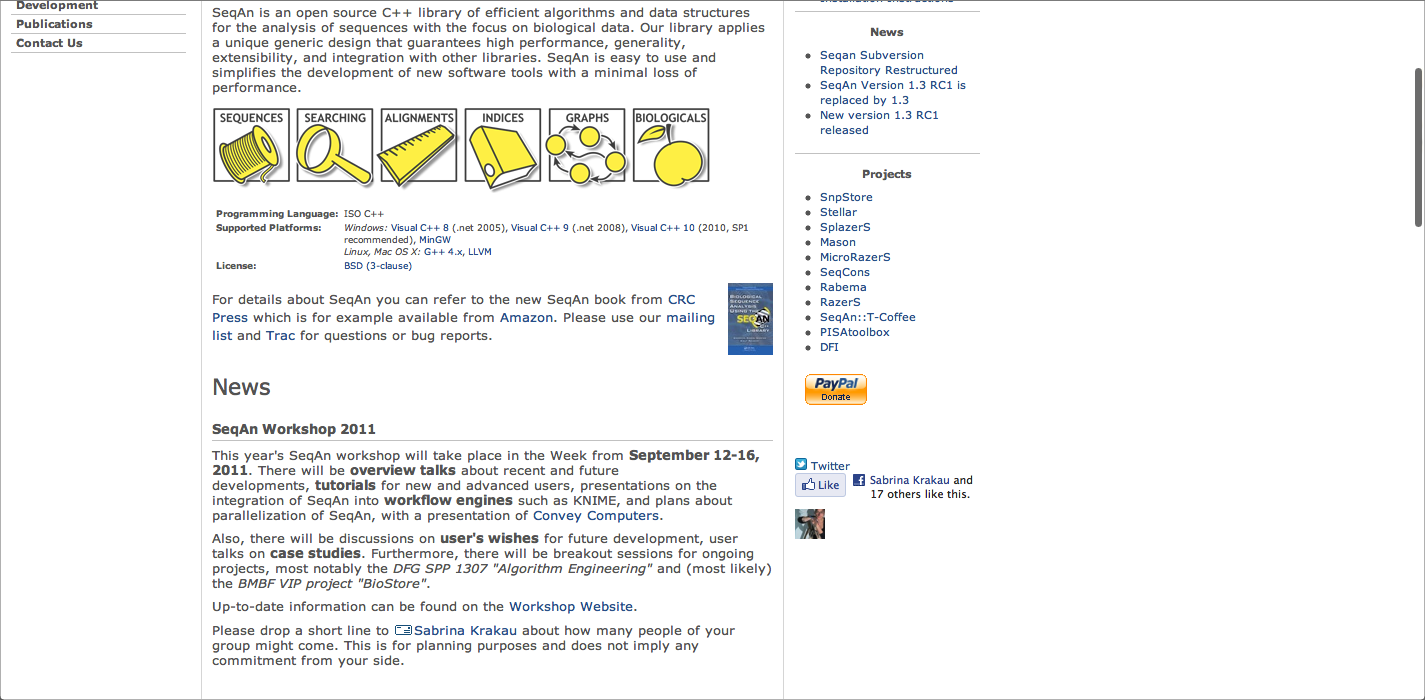 Development
Publications
Contact Us
SeqAn is an open source C++ library of efficient algorithms and data structures
for the analysis of sequences with the focus on biological data. Our library applies
a unique generic design that guarantees high performance, generality,
extensibility, and integration with other libraries. SeqAn is easy to use and
simplifies the development of new software tools with a minimal loss of
performance.
SEQUENCES SEARCHING ALIGNMENTS INDICES GRAPHS BIOLOGICALS
Programming Language: ISO C++
Supported Platforms: Windows: Visual C++ 8 (.net 2005), Visual C++ 9 (.net 2008), Visual C++ 10 (2010, SP1
recommended), MinGW
Linux, Mac OS X: G++ 4.x, LLVM
License: BSD (3-clause)
For details about SeqAn you can refer to the new SeqAn book from CRC
Press which is for example available from Amazon. Please use our mailing
list and Trac for questions or bug reports.
BIOLOGICAL
SEQUENCE
ANALYSIS
USING THE
SEQAN
C++
LIBRARY
News
SeqAn Workshop 2011
This year's SeqAn workshop will take place in the Week from September 12-16,
2011. There will be overview talks about recent and future
developments, tutorials for new and advanced users, presentations on the
integration of SeqAn into workflow engines such as KNIME, and plans about
parallelization of SeqAn, with a presentation of Convey Computers.
Also, there will be discussions on user's wishes for future development, user
talks on case studies. Furthermore, there will be breakout sessions for ongoing
projects, most notably the DFG SPP 1307 "Algorithm Engineering" and (most likely)
the BMBF VIP project "BioStore".
Up-to-date information can be found on the Workshop Website.
Please drop a short line to Sabrina Krakau about how many people of your
group might come. This is for planning purposes and does not imply any
commitment from your side.
News
Seqan Subversion
Repository Restructured
SeqAn Version 1.3 RC1 is
replaced by 1.3
New version 1.3 RC1
released
Projects
SnpStore
Stellar
SplazerS
Mason
MicroRazerS
SeqCons
Rabema
RazerS
SeqAn::T-Coffee
PISAtoolbox
DFI
PayPal
Donate
Twitter
Like
Sabrina Krakau and
17 others like this.